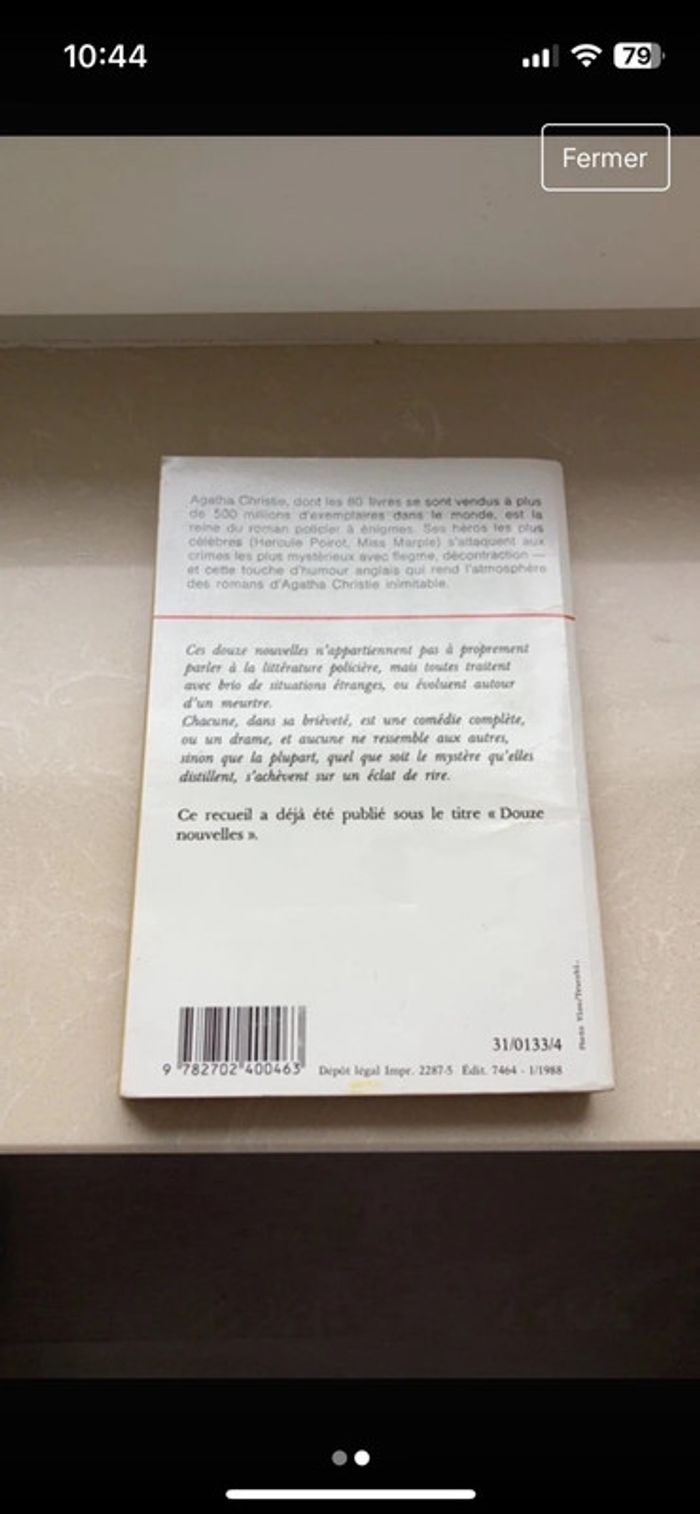 10:44
79
Fermer
Agatha Christie, dont les 80 livres se sont vendus à plus
de 500 millions d'exemplaires dans le monde, est la
reine du roman policier à énigmes. Ses héros les plus
célèbres (Hercule Poirot, Miss Marple) s'attaquent aux
crimes les plus mystérieux avec flegme, décontraction —
et cette touche d'humour anglais qui rend l'atmosphère
des romans d'Agatha Christie inimitable.
Ces douze nouvelles n'appartiennent pas à proprement
parler à la littérature policière, mais toutes traitent
avec brio de situations étranges, ou évoluent autour
d'un meurtre.
Chacune, dans sa brièveté, est une comédie complète,
ou un drame, et aucune ne ressemble aux autres,
sinon que la plupart, quel que soit le mystère qu'elles
distillent, s'achèvent sur un éclat de rire.
Ce recueil a déjà été publié sous le titre « Douze
nouvelles ».
Photo
31/0133/4
9 782702 400463
Dépôt légal Impr. 2287-5 Édit. 7464 - 1/1988